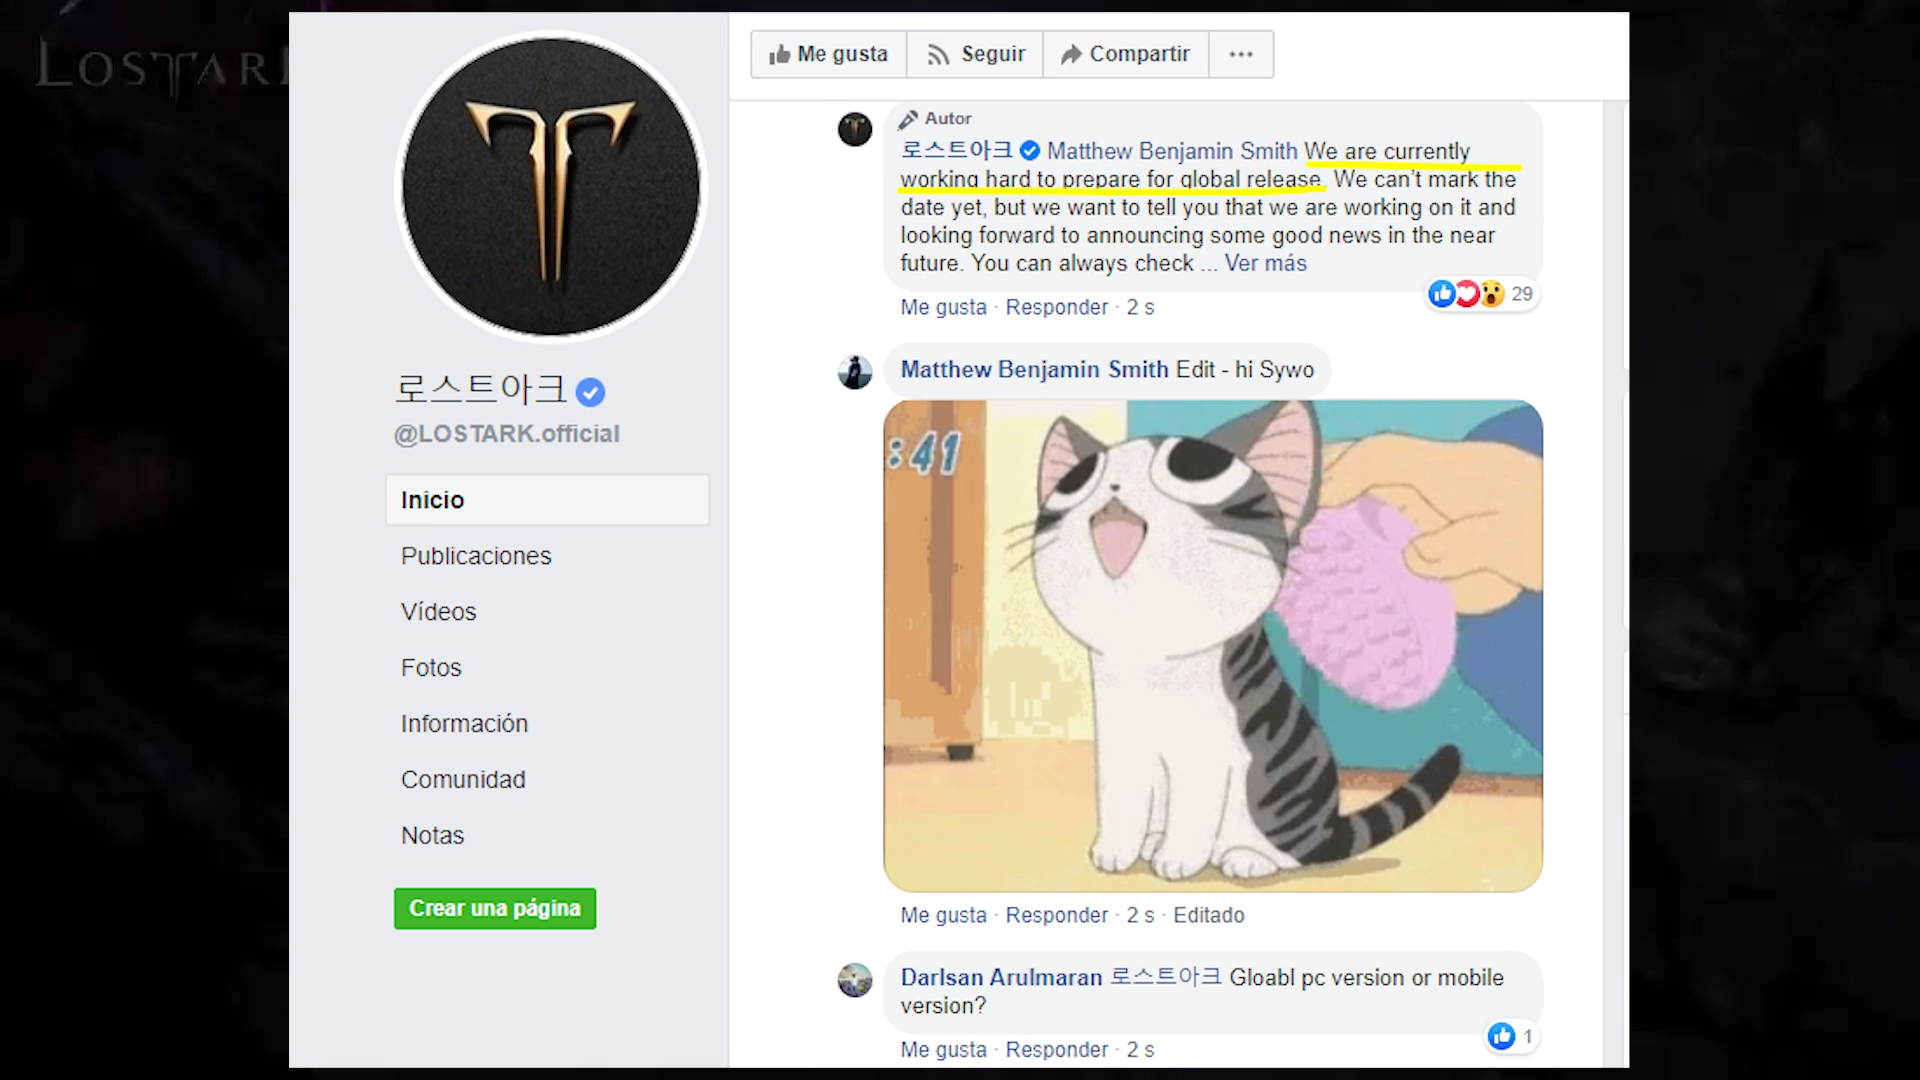 LOSTARK
Me gusta
Seguir
Compartir
Autor
로스트아크 Matthew Benjamin Smith We are currently
working hard to prepare for global release. We can't mark the
date yet, but we want to tell you that we are working on it and
looking forward to announcing some good news in the near
future. You can always check ... Ver más
29
Me gusta · Responder · 2 s
로스트아크
@LOSTARK.official
Inicio
Publicaciones
Vídeos
Fotos
Información
Comunidad
Notas
Crear una página
Matthew Benjamin Smith Edit - hi Sywo
:41
Me gusta · Responder · 2 s · Editado
Darlsan Arulmaran 로스트아크 Gloabl pc version or mobile
version?
1
Me gusta · Responder · 2 s